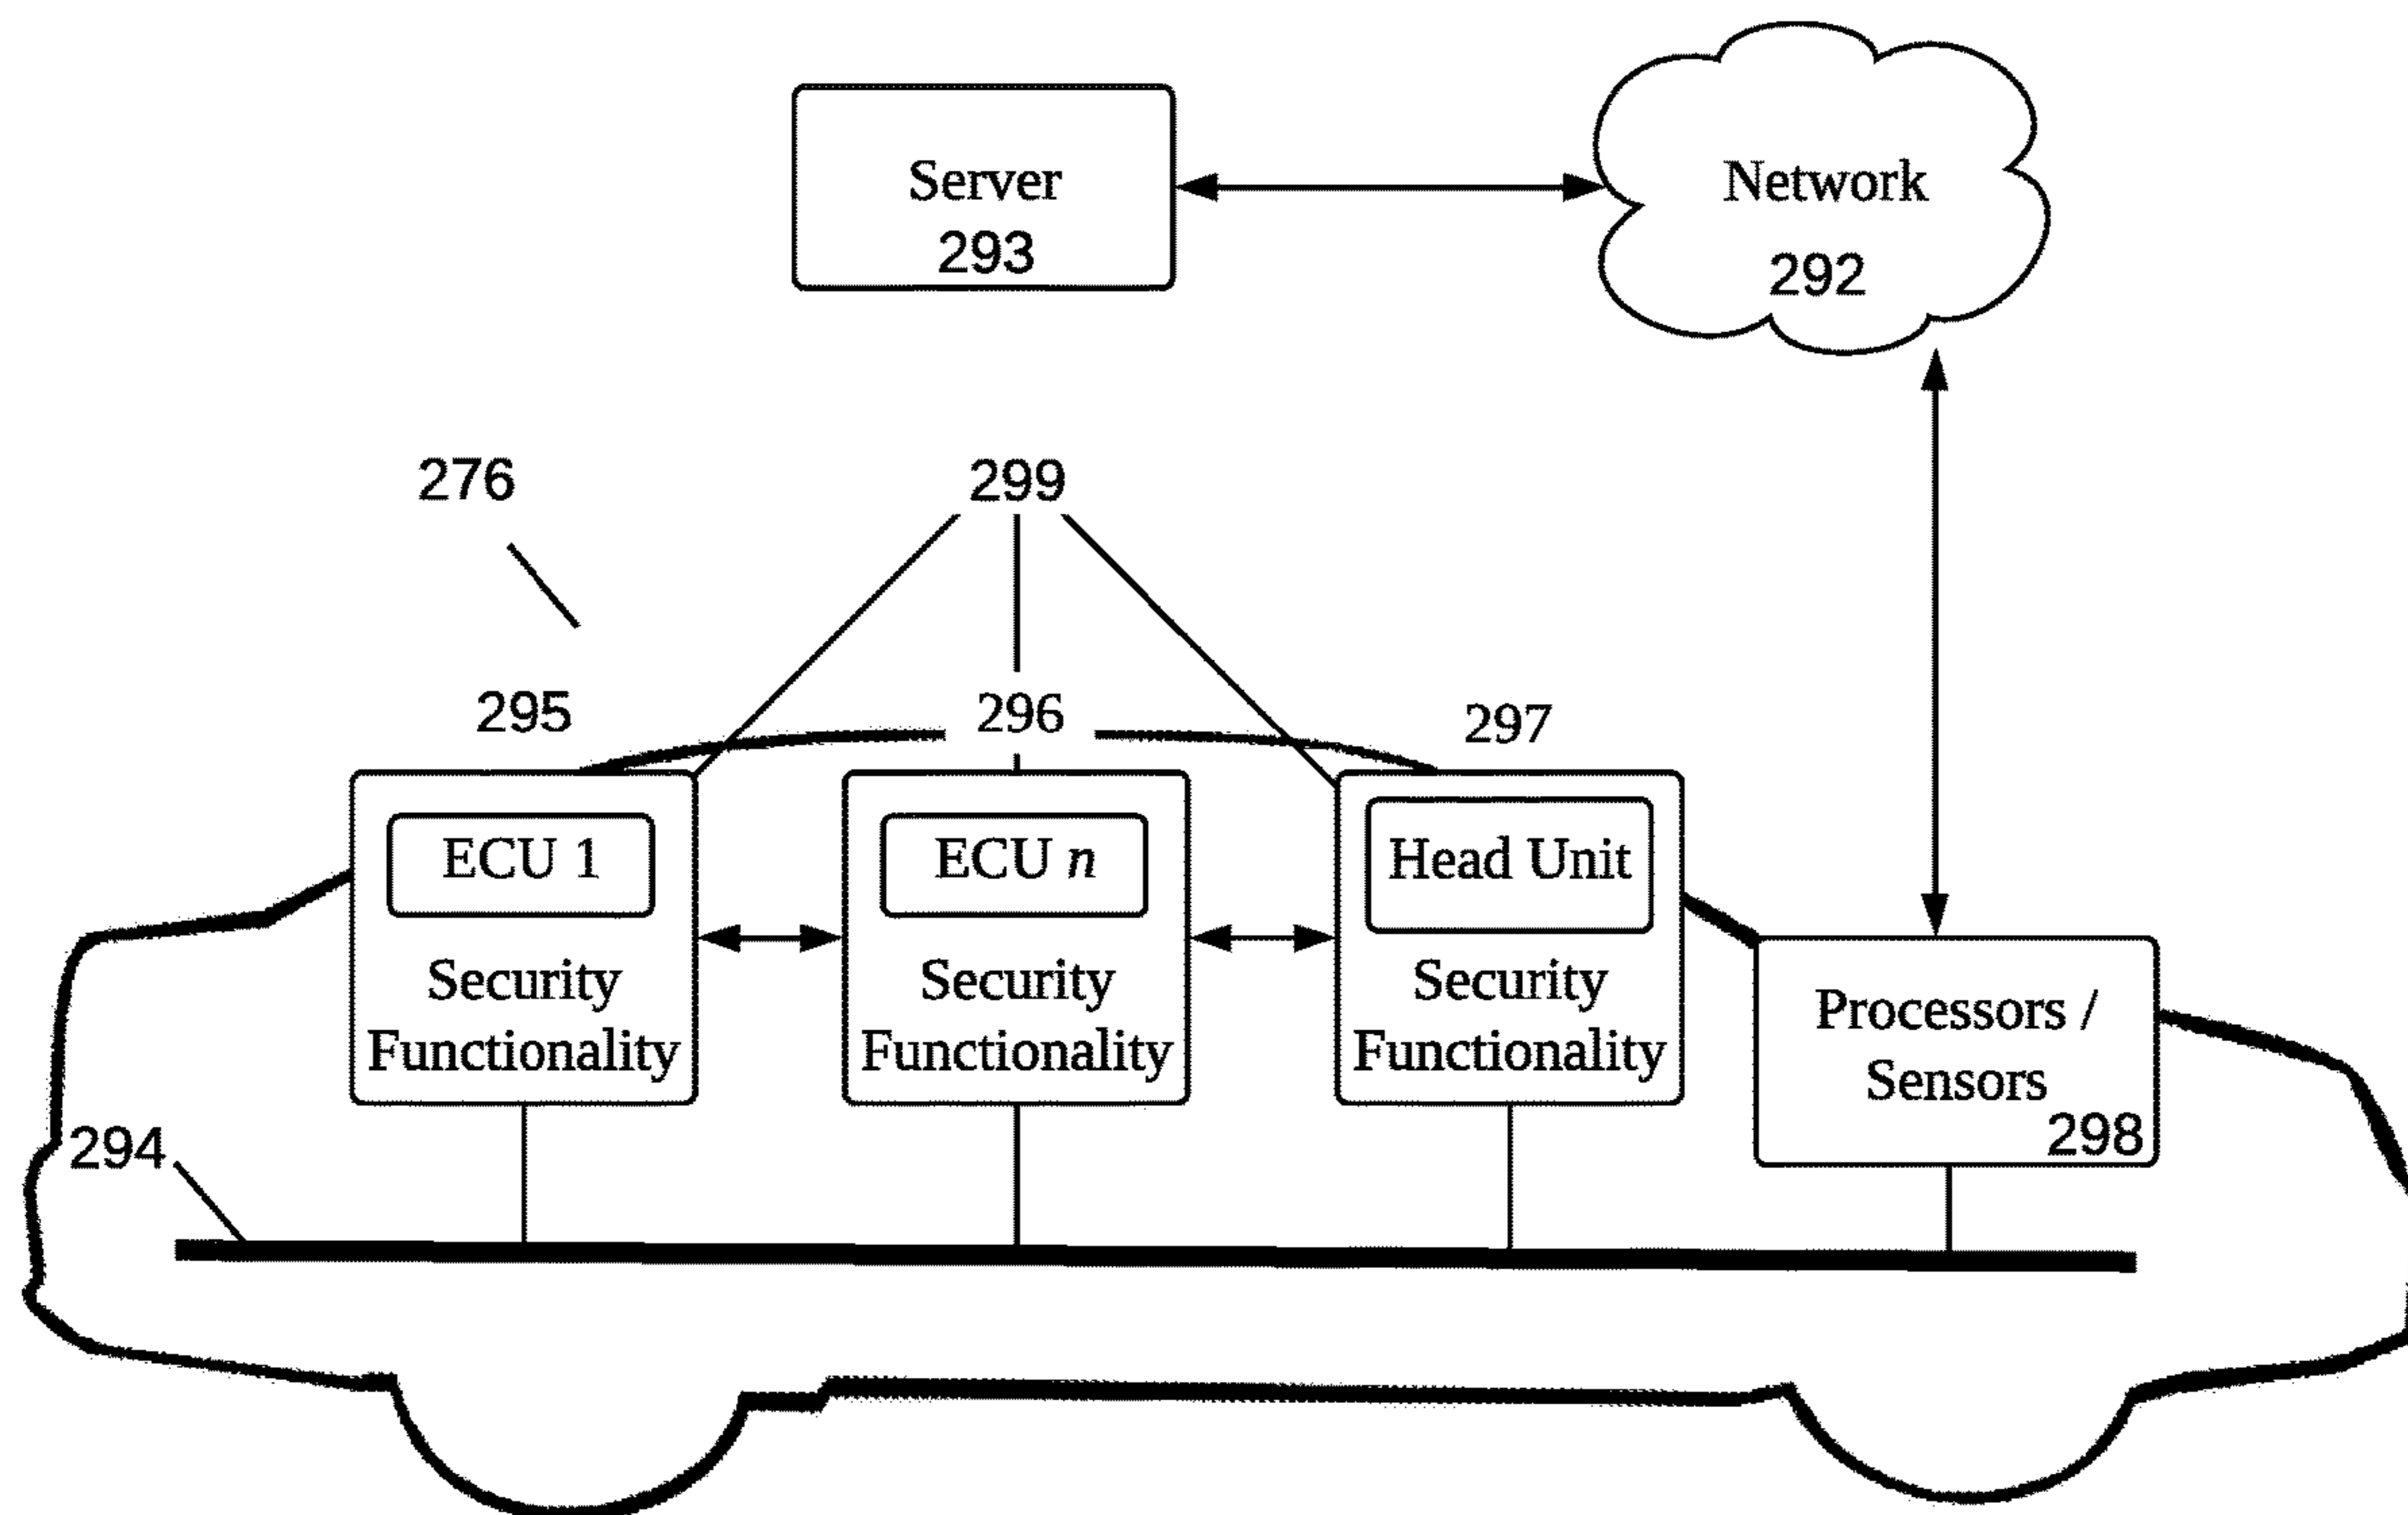 Server
293
Network
292
276
299
295
296
297
ECU 1
Security
Functionality
ECU n
Security
Functionality
Head Unit
Security
Functionality
Processors /
Sensors
298
294